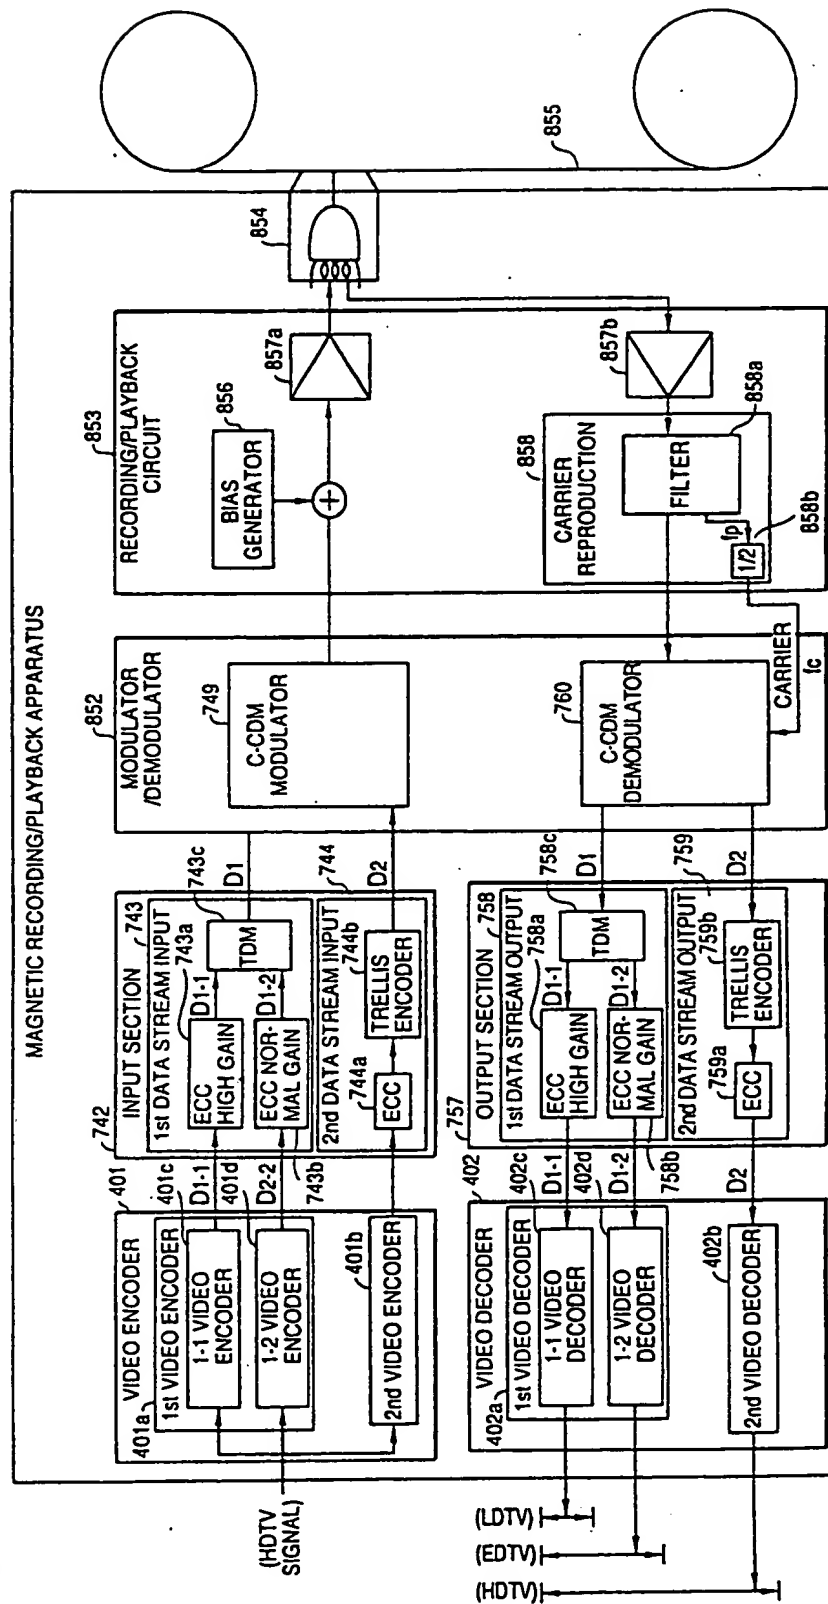 MAGNETIC RECORDING/PLAYBACK APPARATUS
(HDTV
SIGNAL)
401
VIDEO ENCODER
401a
1st VIDEO ENCODER
401c
1-1 VIDEO
ENCODER
401d
1-2 VIDEO
ENCODER
401b
2nd VIDEO ENCODER
D1-1
D2-2
742
INPUT SECTION
743
1st DATA STREAM INPUT
743a
ECC
HIGH GAIN
ECC NOR-
MAL GAIN
743b
D1-1
D1-2
743c
TDM
744
2nd DATA STREAM INPUT
744a
ECC
744b
TRELLIS
ENCODER
D1
D2
852
MODULATOR
/DEMODULATOR
749
C-CDM
MODULATOR
853
RECORDING/PLAYBACK
CIRCUIT
856
BIAS
GENERATOR
+
857a
854
855
857b
858
CARRIER
REPRODUCTION
858a
FILTER
fp
1/2
858b
CARRIER
fc
760
C-CDM
DEMODULATOR
D1
D2
757
OUTPUT SECTION
758
1st DATA STREAM OUTPUT
758a
ECC
HIGH GAIN
ECC NOR-
MAL GAIN
758b
D1-1
D1-2
758c
TDM
759
2nd DATA STREAM OUTPUT
759a
ECC
759b
TRELLIS
ENCODER
D1-1
D1-2
D2
402
VIDEO DECODER
402a
1st VIDEO DECODER
402c
1-1 VIDEO
DECODER
402d
1-2 VIDEO
DECODER
402b
2nd VIDEO DECODER
(LDTV)
(EDTV)
(HDTV)